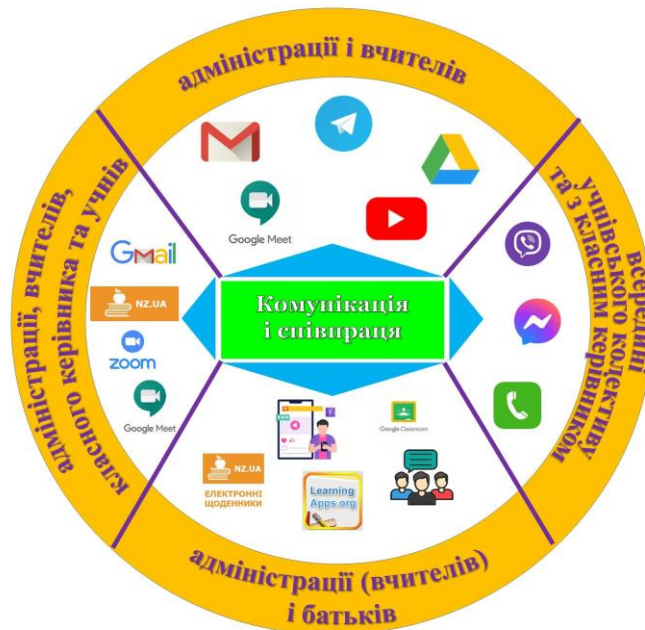 адміністрації і вчителів
Google Meet
всередині
учнівського колективу
та з класним керівником
адміністрації, вчителів,
класного керівника та учнів
Gmail
NZ.UA
zoom
Google Meet
Комунікація
і співпраця
Google Classroom
NZ.UA
ЕЛЕКТРОННІ
ЩОДЕННИКИ
Learning
Apps.org
адміністрації (вчителів)
і батьків